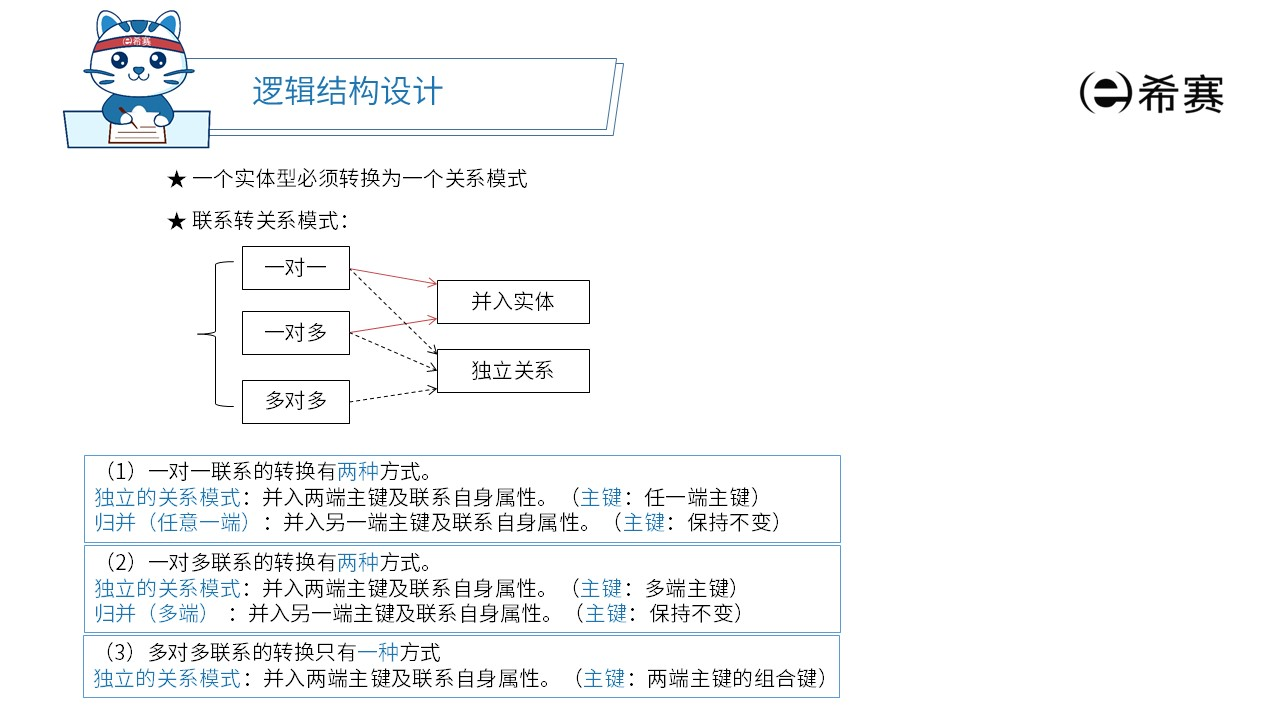 (e)希赛
逻辑结构设计
(e)希赛
★ 一个实体型必须转换为一个关系模式
★ 联系转关系模式：
一对一
并入实体
一对多
独立关系
多对多
（1）一对一联系的转换有两种方式。
独立的关系模式：并入两端主键及联系自身属性。（主键：任一端主键）
归并（任意一端）：并入另一端主键及联系自身属性。（主键：保持不变）
（2）一对多联系的转换有两种方式。
独立的关系模式：并入两端主键及联系自身属性。（主键：多端主键）
归并（多端）：并入另一端主键及联系自身属性。（主键：保持不变）
（3）多对多联系的转换只有一种方式
独立的关系模式：并入两端主键及联系自身属性。（主键：两端主键的组合键）